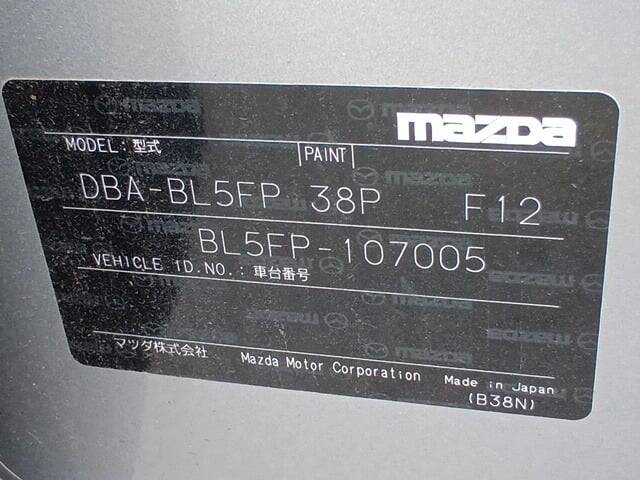 mazda
MODEL: 型式 PAINT
DBA-BL5FP 38P F12
BL5FP-107005
VEHICLE ID.NO.: 車台番号
マツダ株式会社 Mazda Motor Corporation Made in Japan
(B38N)